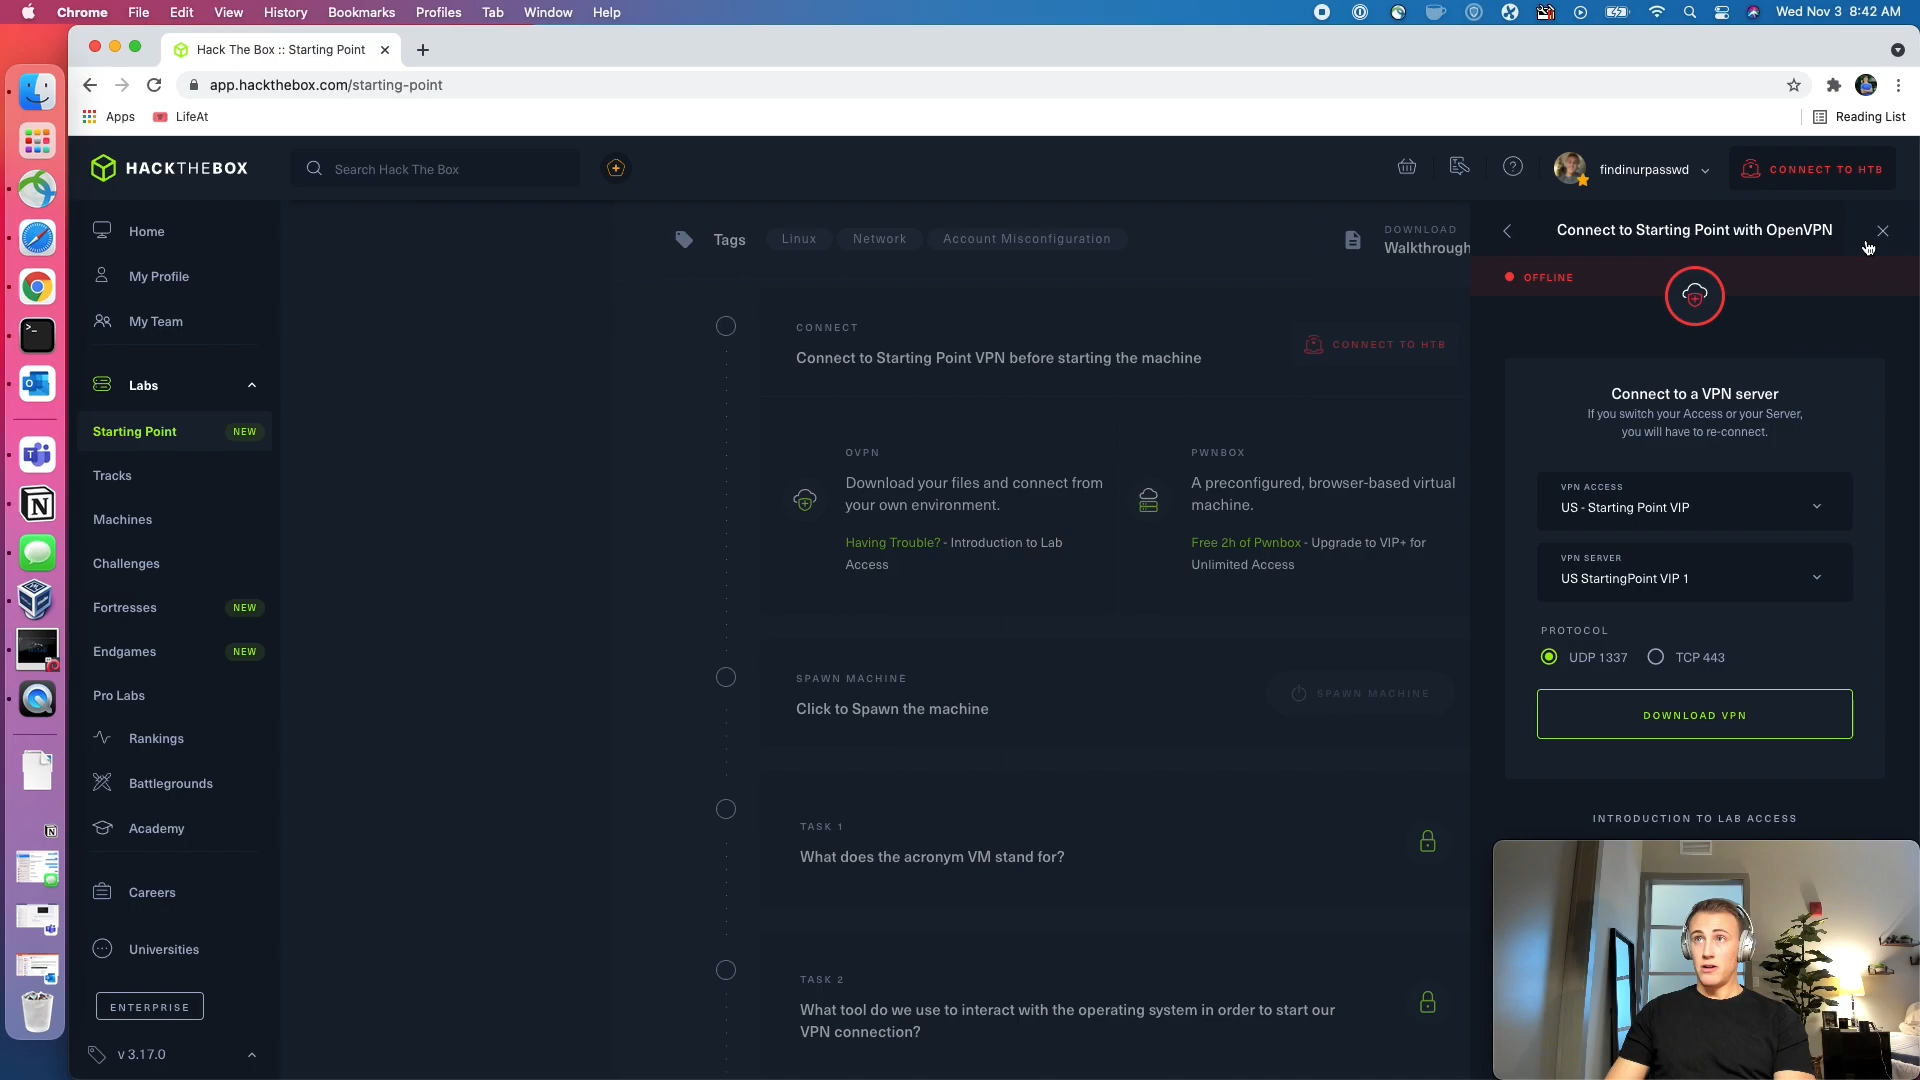 Chrome File Edit View History Bookmarks Profiles Tab Window Help
Wed Nov 3 8:42 AM
Hack The Box :: Starting Point
app.hackthebox.com/starting-point
Apps LifeAt
Reading List
HACKTHEBOX
Search Hack The Box
findinurpasswd
CONNECT TO HTB
Home
My Profile
My Team
Labs
Starting Point NEW
Tracks
Machines
Challenges
Fortresses NEW
Endgames NEW
Pro Labs
Rankings
Battlegrounds
Academy
Careers
Universities
ENTERPRISE
v 3.17.0
Tags Linux Network Account Misconfiguration
DOWNLOAD
Walkthrough
CONNECT
Connect to Starting Point VPN before starting the machine
CONNECT TO HTB
OVPN
Download your files and connect from
your own environment.
Having Trouble? - Introduction to Lab
Access
PWNBOX
A preconfigured, browser-based virtual
machine.
Free 2h of Pwnbox - Upgrade to VIP+ for
Unlimited Access
SPAWN MACHINE
Click to Spawn the machine
SPAWN MACHINE
TASK 1
What does the acronym VM stand for?
TASK 2
What tool do we use to interact with the operating system in order to start our
VPN connection?
Connect to Starting Point with OpenVPN
OFFLINE
Connect to a VPN server
If you switch your Access or your Server,
you will have to re-connect.
VPN ACCESS
US - Starting Point VIP
VPN SERVER
US StartingPoint VIP 1
PROTOCOL
UDP 1337 TCP 443
DOWNLOAD VPN
INTRODUCTION TO LAB ACCESS